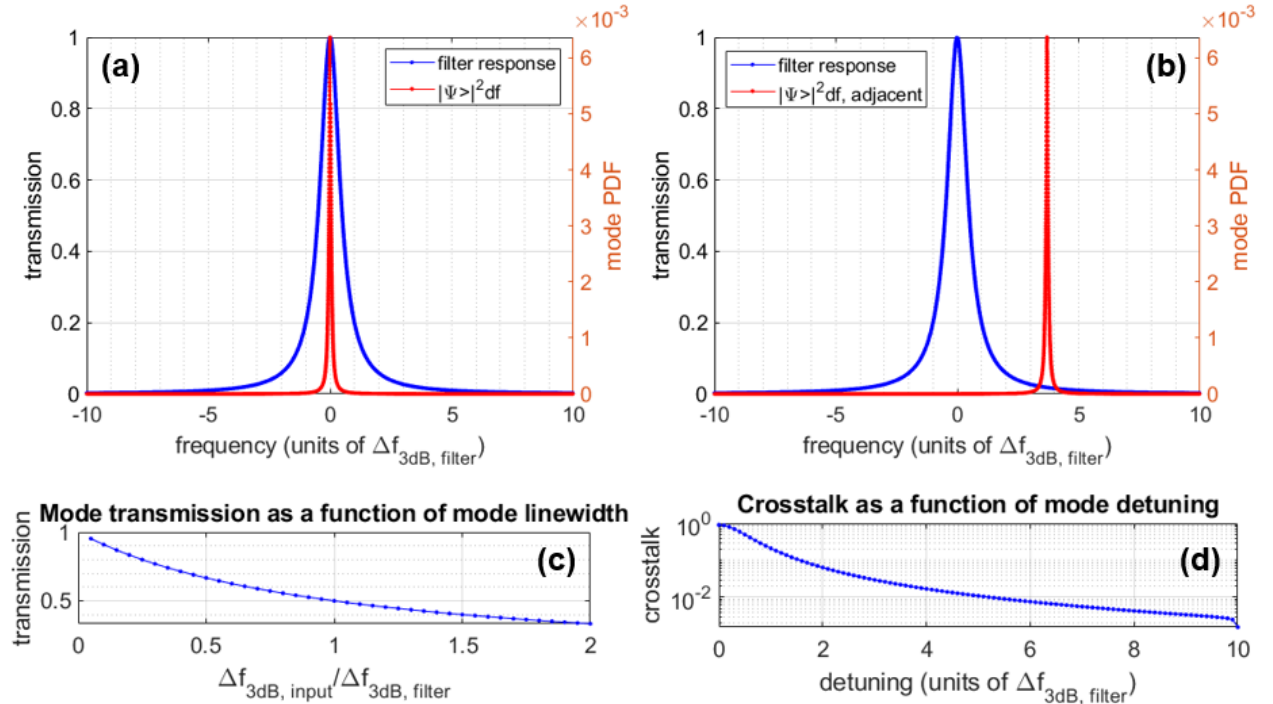 ×10⁻³
(a)
filter response
|Ψ>|²df
transmission
1
0.8
0.6
0.4
0.2
0
6
5
4
3
2
1
0
mode PDF
-10 -5 0 5 10
frequency (units of Δf3dB, filter)
×10⁻³
(b)
filter response
|Ψ>|²df, adjacent
transmission
1
0.8
0.6
0.4
0.2
0
6
5
4
3
2
1
0
mode PDF
-10 -5 0 5 10
frequency (units of Δf3dB, filter)
Mode transmission as a function of mode linewidth
(c)
transmission
1
0.5
0 0.5 1 1.5 2
Δf3dB, input/Δf3dB, filter
Crosstalk as a function of mode detuning
(d)
crosstalk
10⁰
10⁻²
0 2 4 6 8 10
detuning (units of Δf3dB, filter)